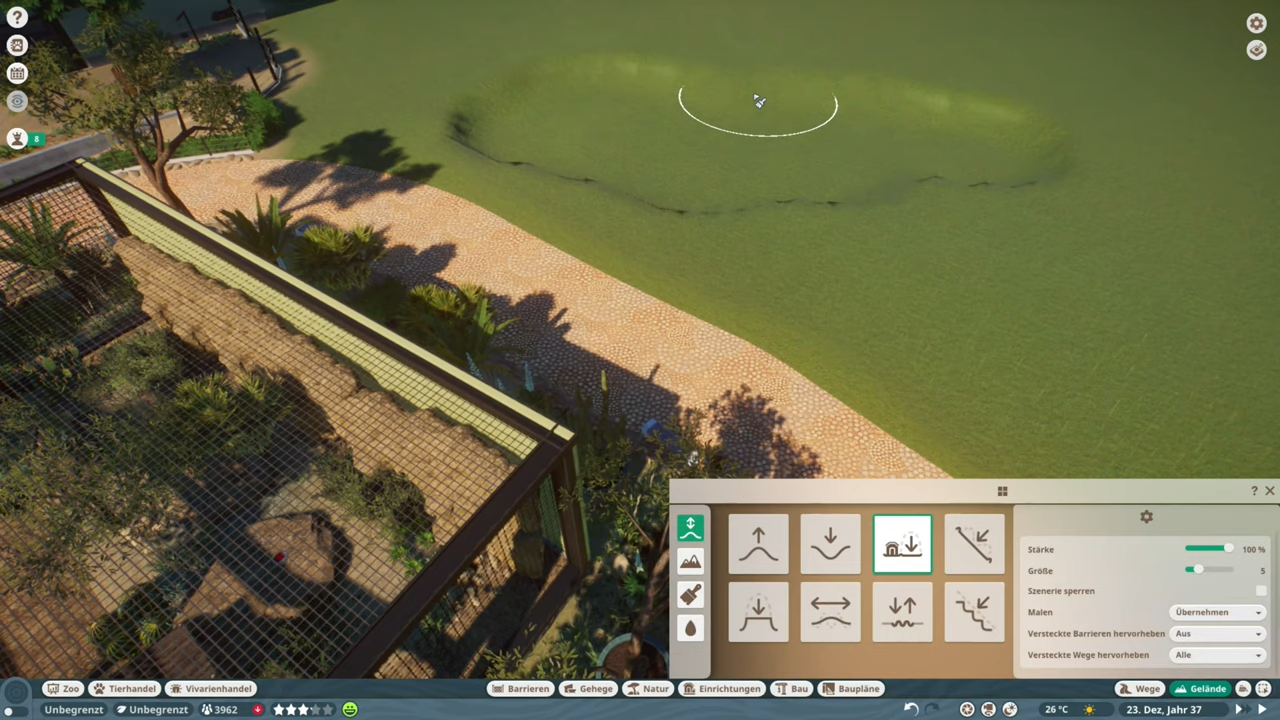 ?
8
? ×
Stärke 100 %
Größe 5
Szenerie sperren
Malen Übernehmen
Versteckte Barrieren hervorheben Aus
Versteckte Wege hervorheben Alle
Zoo Tierhandel Vivarienhandel Barrieren Gehege Natur Einrichtungen Bau Baupläne Wege Gelände
Unbegrenzt Unbegrenzt 3962 26 °C 23. Dez, Jahr 37